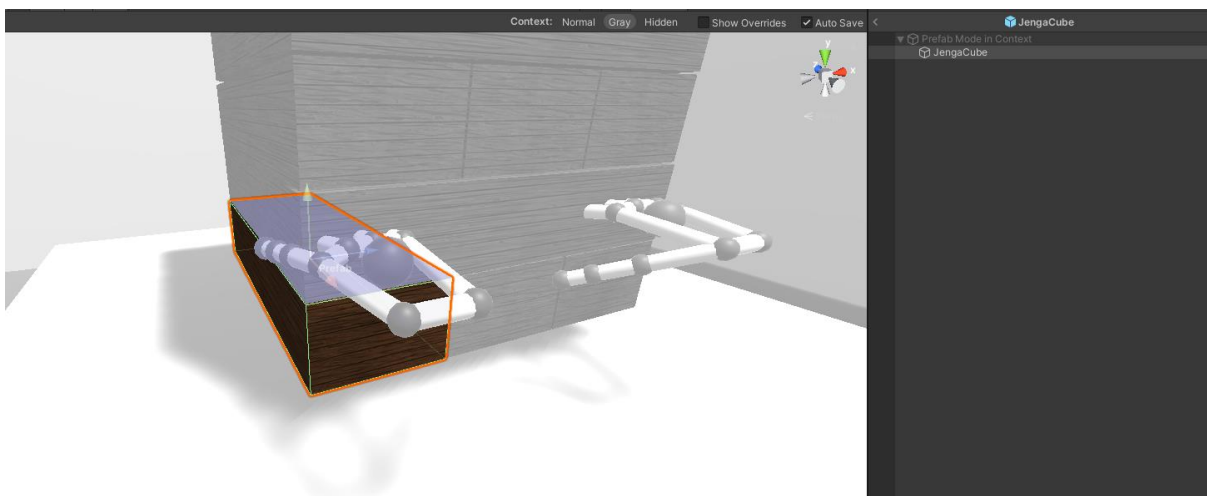 Context: Normal Gray Hidden Show Overrides Auto Save
JengaCube
Prefab Mode in Context
JengaCube
y
x
z
Prefab